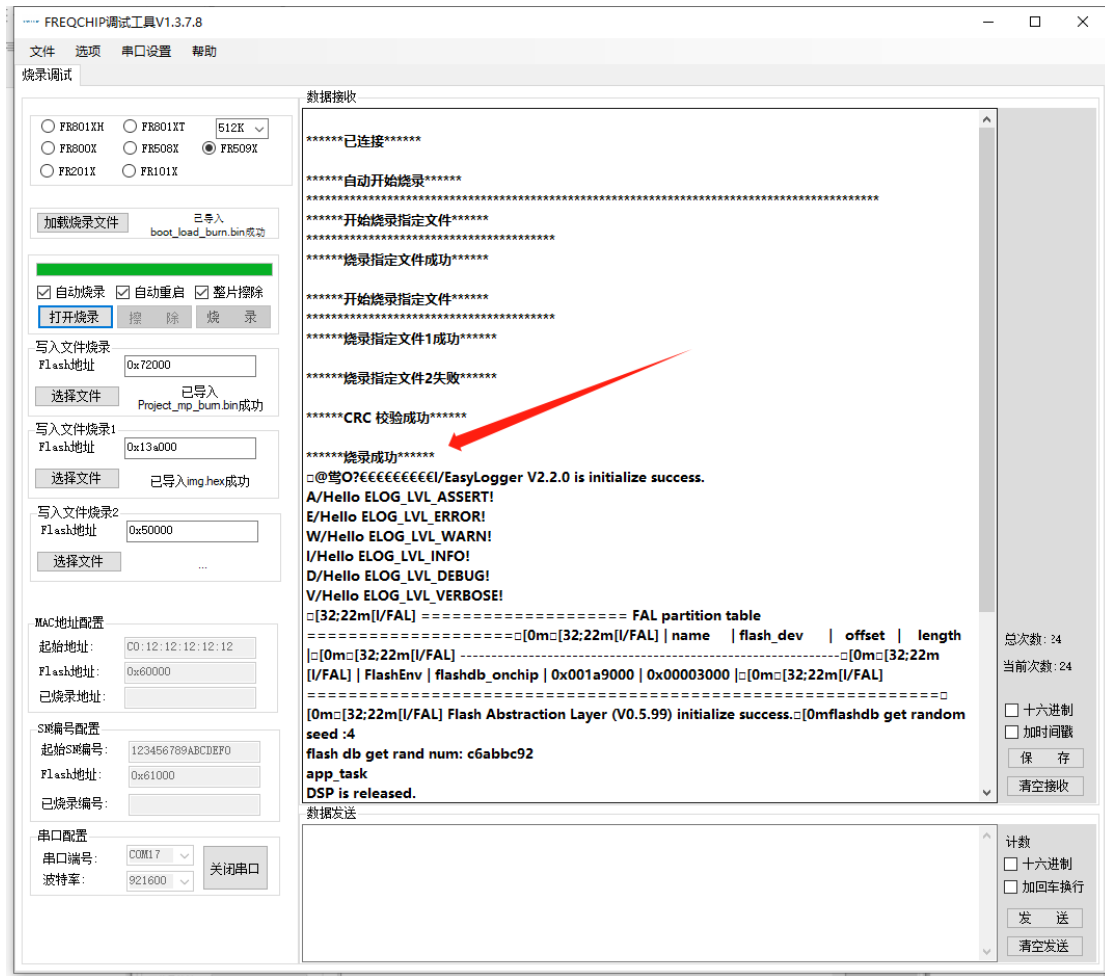 FREQCHIP调试工具V1.3.7.8
文件 选项 串口设置 帮助
烧录调试
FR801XH FR801XT 512K
FR800X FR508X FR509X
FR201X FR101X
加载烧录文件
已导入
boot_load_burn.bin成功
自动烧录 自动重启 整片擦除
打开烧录 擦 除 烧 录
写入文件烧录
Flash地址 0x72000
选择文件
已导入
Project_mp_burn.bin成功
写入文件烧录1
Flash地址 0x13a000
选择文件 已导入img.hex成功
写入文件烧录2
Flash地址 0x50000
选择文件 ...
MAC地址配置
起始地址: C0:12:12:12:12:12
Flash地址: 0x60000
已烧录地址:
SN编号配置
起始SN编号: 123456789ABCDEF0
Flash地址: 0x61000
已烧录编号:
串口配置
串口端号: COM17
波特率: 921600
关闭串口
数据接收
******已连接******
******自动开始烧录******
********************************************************************************************
******开始烧录指定文件******
****************************************
******烧录指定文件成功******
******开始烧录指定文件******
****************************************
******烧录指定文件1成功******
******烧录指定文件2失败******
******CRC 校验成功******
******烧录成功******
□@莺O?€€€€€€€€€I/EasyLogger V2.2.0 is initialize success.
A/Hello ELOG_LVL_ASSERT!
E/Hello ELOG_LVL_ERROR!
W/Hello ELOG_LVL_WARN!
I/Hello ELOG_LVL_INFO!
D/Hello ELOG_LVL_DEBUG!
V/Hello ELOG_LVL_VERBOSE!
□[32;22m[I/FAL] ==================== FAL partition table
====================□[0m□[32;22m[I/FAL] | name | flash_dev | offset | length
|□[0m□[32;22m[I/FAL] -------------------------------------------------------------□[0m□[32;22m
[I/FAL] | FlashEnv | flashdb_onchip | 0x001a9000 | 0x00003000 |□[0m□[32;22m[I/FAL]
=============================================================□
[0m□[32;22m[I/FAL] Flash Abstraction Layer (V0.5.99) initialize success.□[0mflashdb get random
seed :4
flash db get rand num: c6abbc92
app_task
DSP is released.
总次数: 24
当前次数: 24
十六进制
加时间戳
保 存
清空接收
数据发送
计数
十六进制
加回车换行
发 送
清空发送